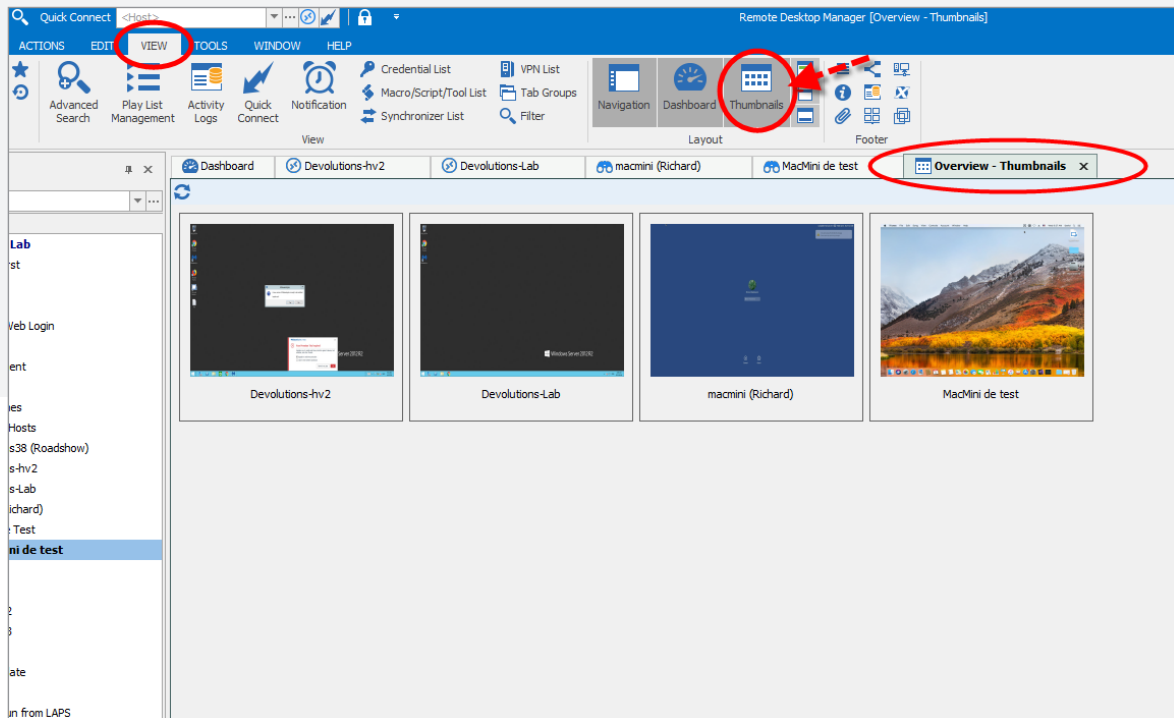 Quick Connect <Host> Remote Desktop Manager [Overview - Thumbnails]
ACTIONS EDIT VIEW TOOLS WINDOW HELP
Advanced Search
Play List Management
Activity Logs
Quick Connect
Notification
Credential List
Macro/Script/Tool List
Synchronizer List
VPN List
Tab Groups
Filter
View
Navigation
Dashboard
Thumbnails
Layout
Footer
Dashboard Devolutions-hv2 Devolutions-Lab macmini (Richard) MacMini de test Overview - Thumbnails
Lab
rst
Web Login
ent
nes
Hosts
s38 (Roadshow)
s-hv2
s-Lab
ichard)
Test
ni de test
2
3
ate
un from LAPS
Devolutions-hv2
Devolutions-Lab
macmini (Richard)
MacMini de test